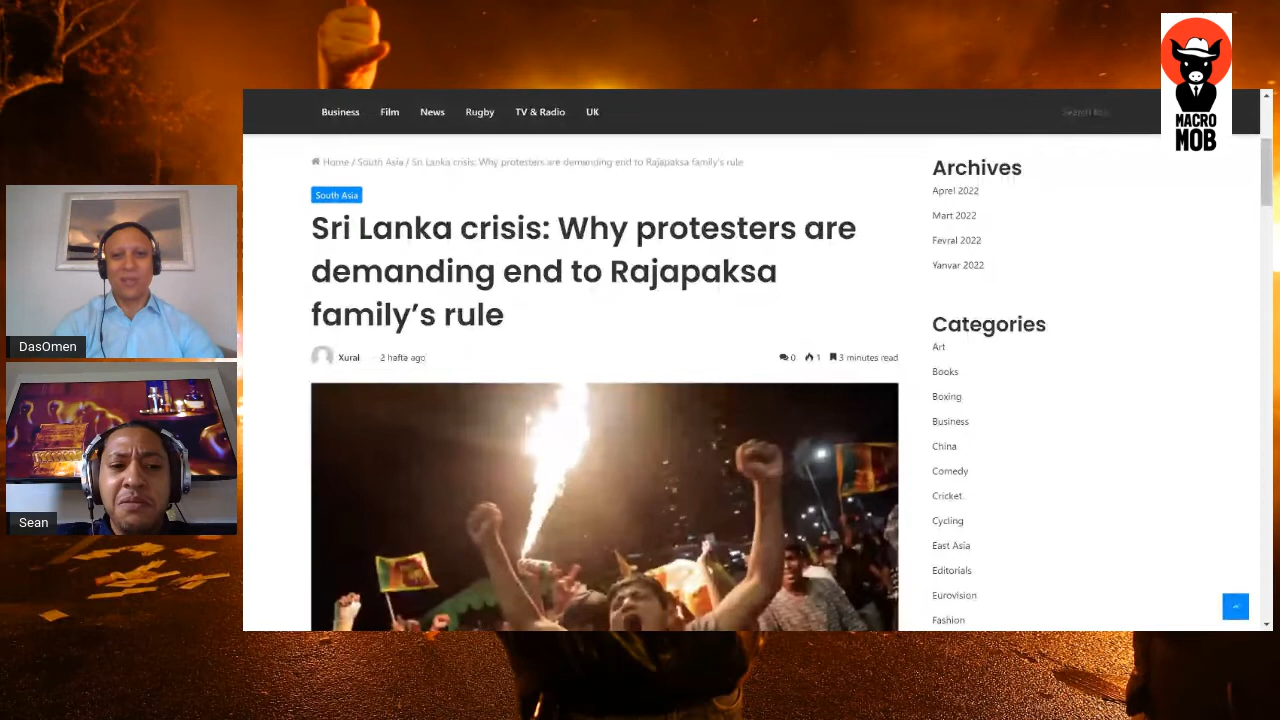 Business Film News Rugby TV & Radio UK
MACRO
MOB
Home / South Asia / Sri Lanka crisis: Why protesters are demanding end to Rajapaksa family's rule
South Asia
Sri Lanka crisis: Why protesters are
demanding end to Rajapaksa
family's rule
Xural 2 hafta ago 0 1 3 minutes read
Archives
Aprel 2022
Mart 2022
Fevral 2022
Yanvar 2022
Categories
Art
Books
Boxing
Business
China
Comedy
Cricket
Cycling
East Asia
Editorials
Eurovision
Fashion
DasOmen
Sean